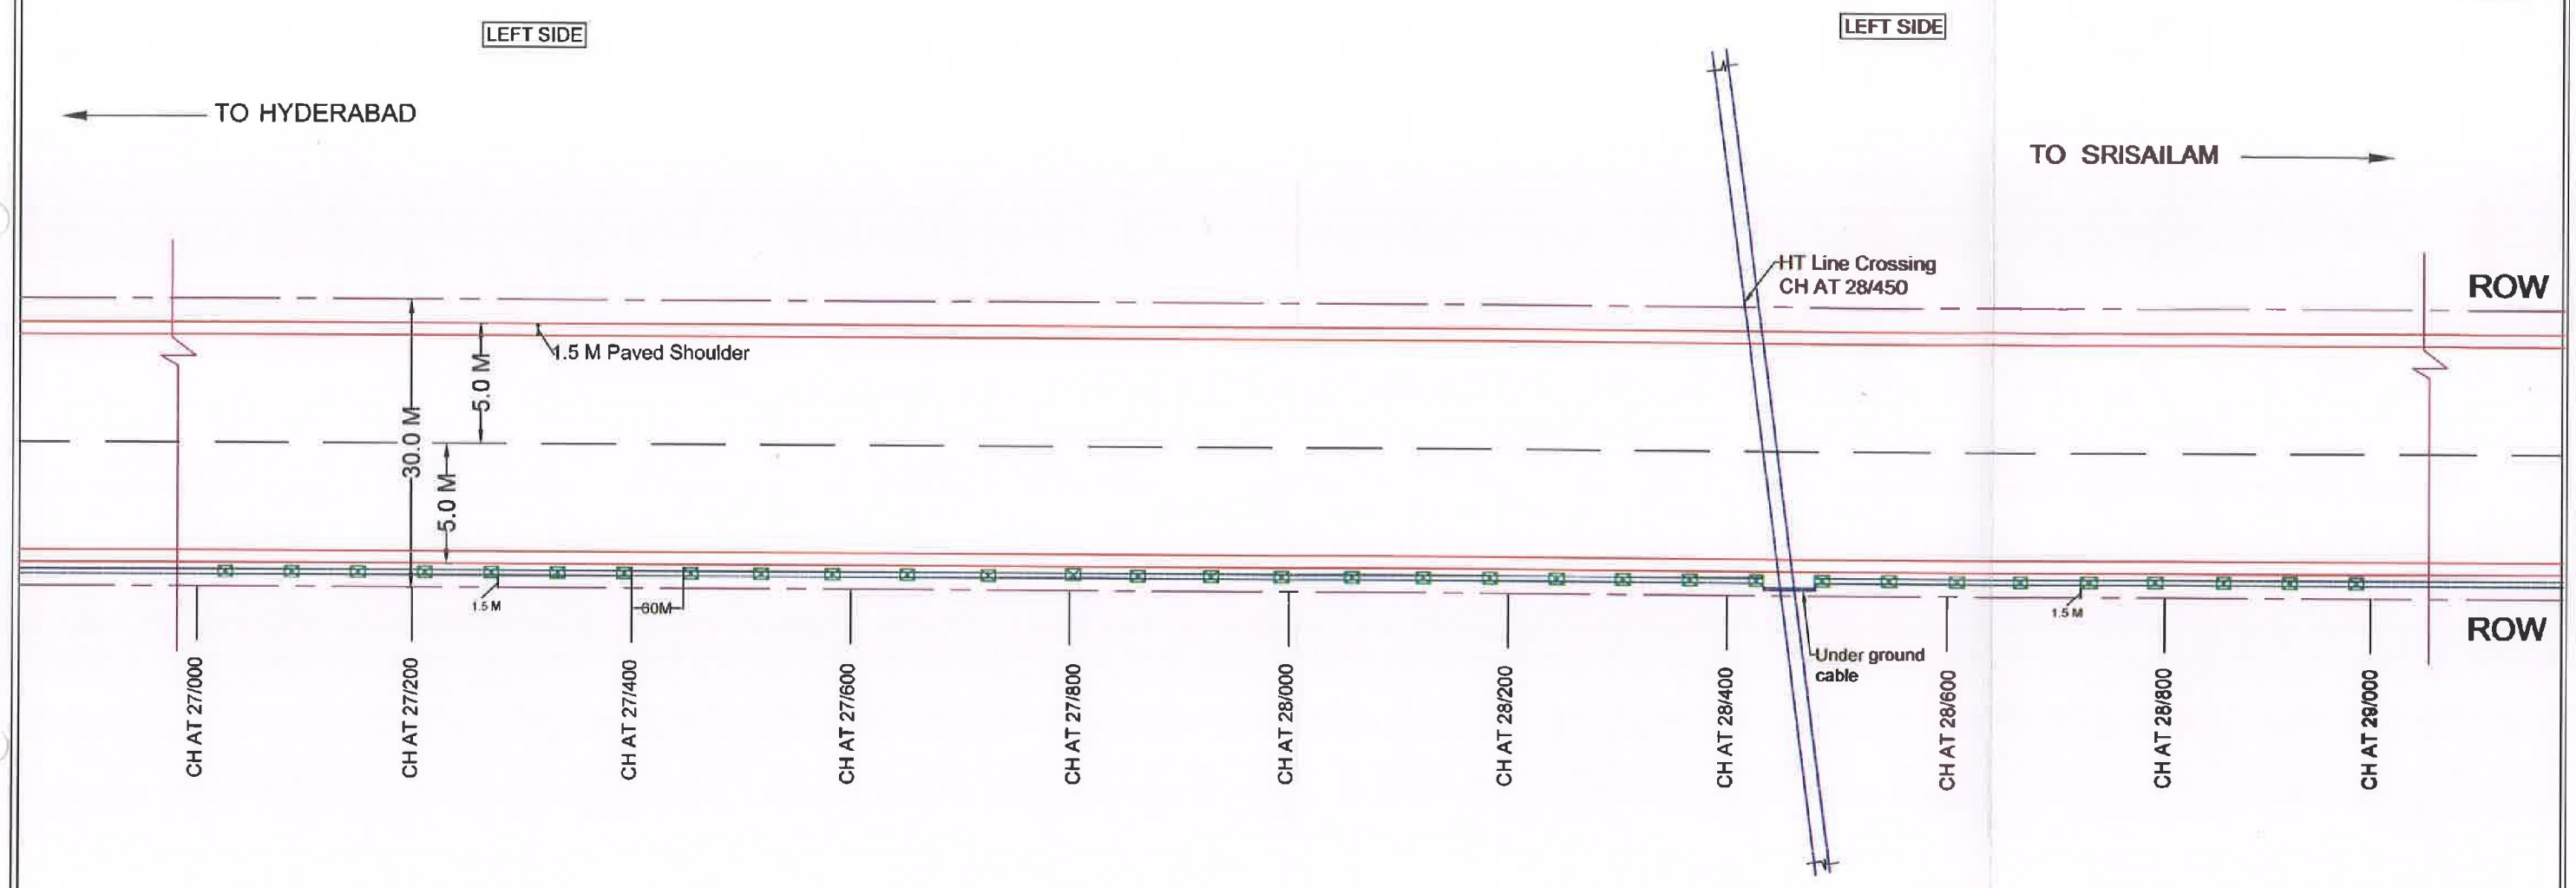 LEFT SIDE
LEFT SIDE
TO HYDERABAD
TO SRISAILAM
HT Line Crossing
CH AT 28/450
ROW
1.5 M Paved Shoulder
5.0 M
30.0 M
5.0 M
1.5 M
60M
1.5 M
ROW
Under ground
cable
CH AT 27/000
CH AT 27/200
CH AT 27/400
CH AT 27/600
CH AT 27/800
CH AT 28/000
CH AT 28/200
CH AT 28/400
CH AT 28/600
CH AT 28/800
CH AT 29/000